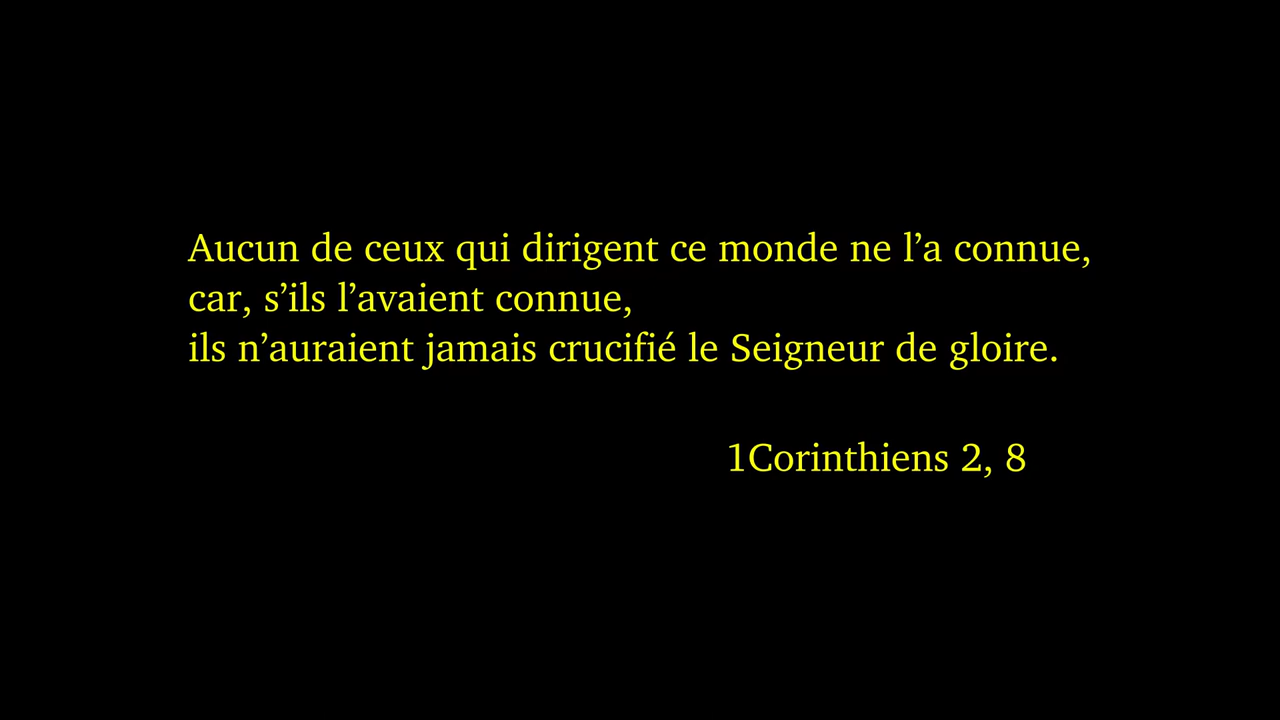 Aucun de ceux qui dirigent ce monde ne l’a connue,
car, s’ils l’avaient connue,
ils n’auraient jamais crucifié le Seigneur de gloire.
1Corinthiens 2, 8